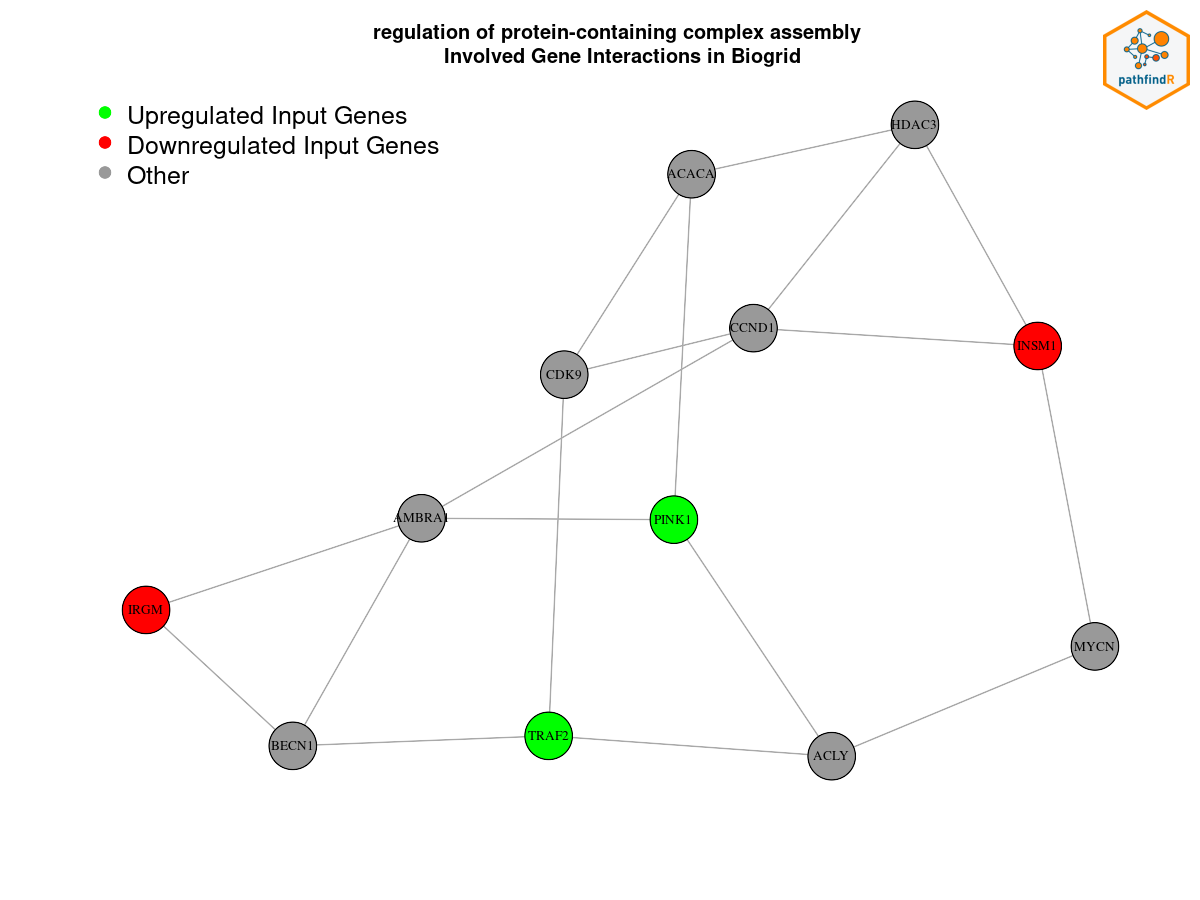 regulation of protein-containing complex assembly
Involved Gene Interactions in Biogrid
pathfindR
Upregulated Input Genes
Downregulated Input Genes
Other
HDAC3
ACACA
CCND1
INSM1
CDK9
AMBRA1
PINK1
IRGM
MYCN
BECN1
TRAF2
ACLY